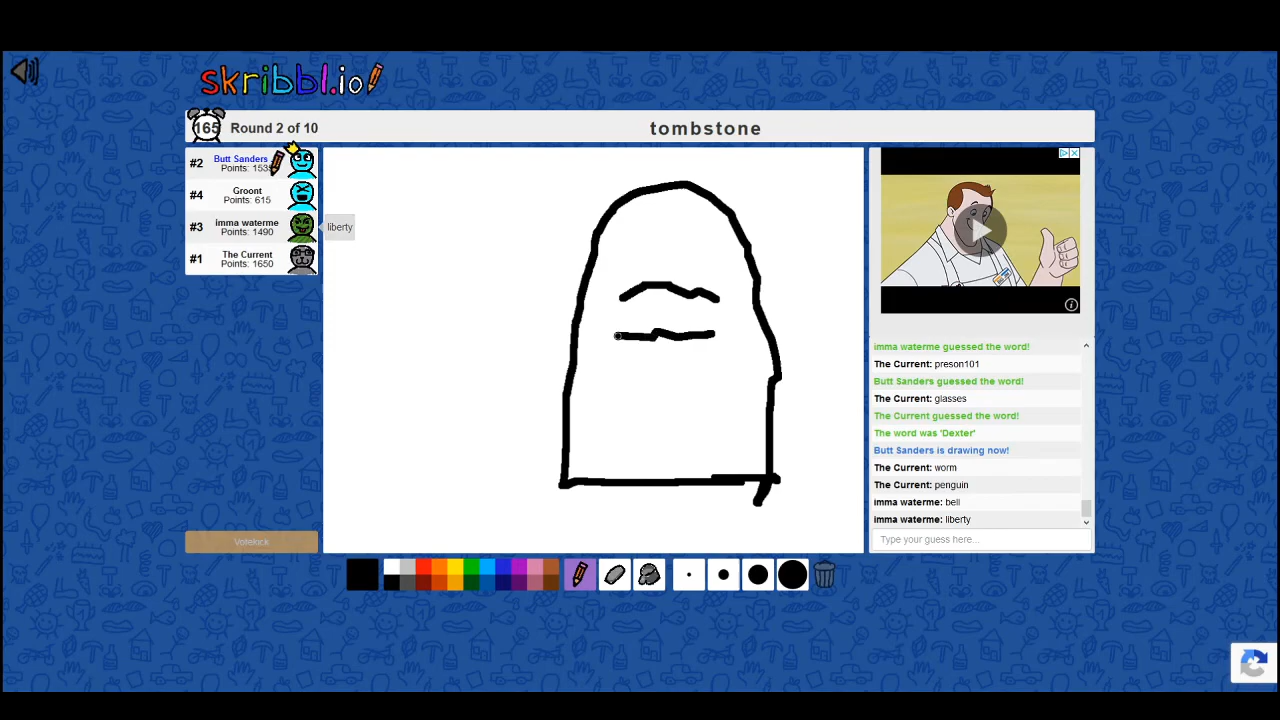 skribbl.io
165
Round 2 of 10
tombstone
#2
Butt Sanders
Points: 1535
#4
Groont
Points: 615
#3
imma waterme
Points: 1490
liberty
#1
The Current
Points: 1650
Votekick
imma waterme guessed the word!
The Current: preson101
Butt Sanders guessed the word!
The Current: glasses
The Current guessed the word!
The word was 'Dexter'
Butt Sanders is drawing now!
The Current: worm
The Current: penguin
imma waterme: bell
imma waterme: liberty
Type your guess here...